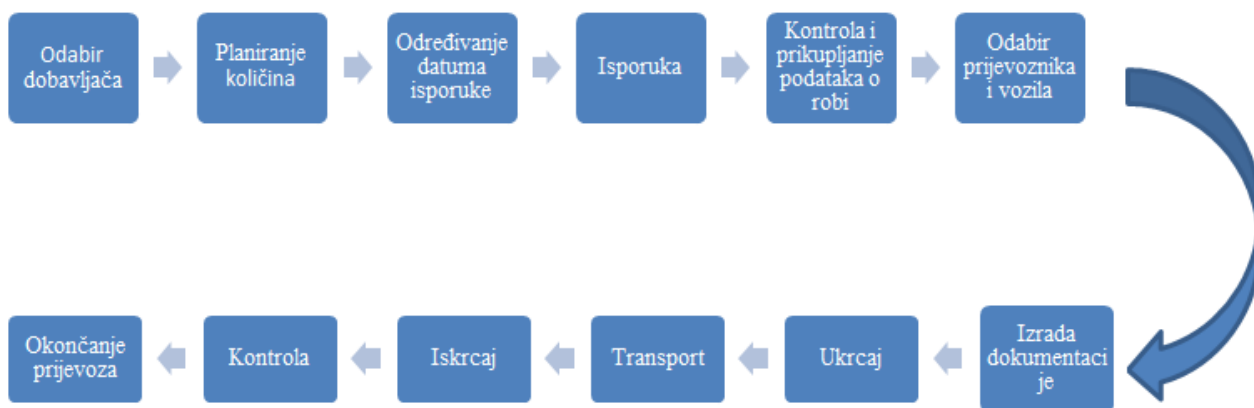 Odabir
dobavljača
Planiranje
količina
Određivanje
datuma
isporuke
Isporuka
Kontrola i
prikupljanje
podataka o
robi
Odabir
prijevoznika
i vozila
Izrada
dokumentaci
je
Ukrcaj
Transport
Iskrcaj
Kontrola
Okončanje
prijevoza